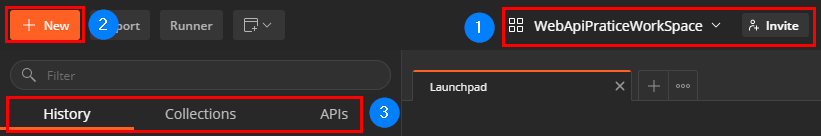 + New
2
port
Runner
1
WebApiPraticeWorkSpace
Invite
Filter
Launchpad
History
Collections
APIs
3